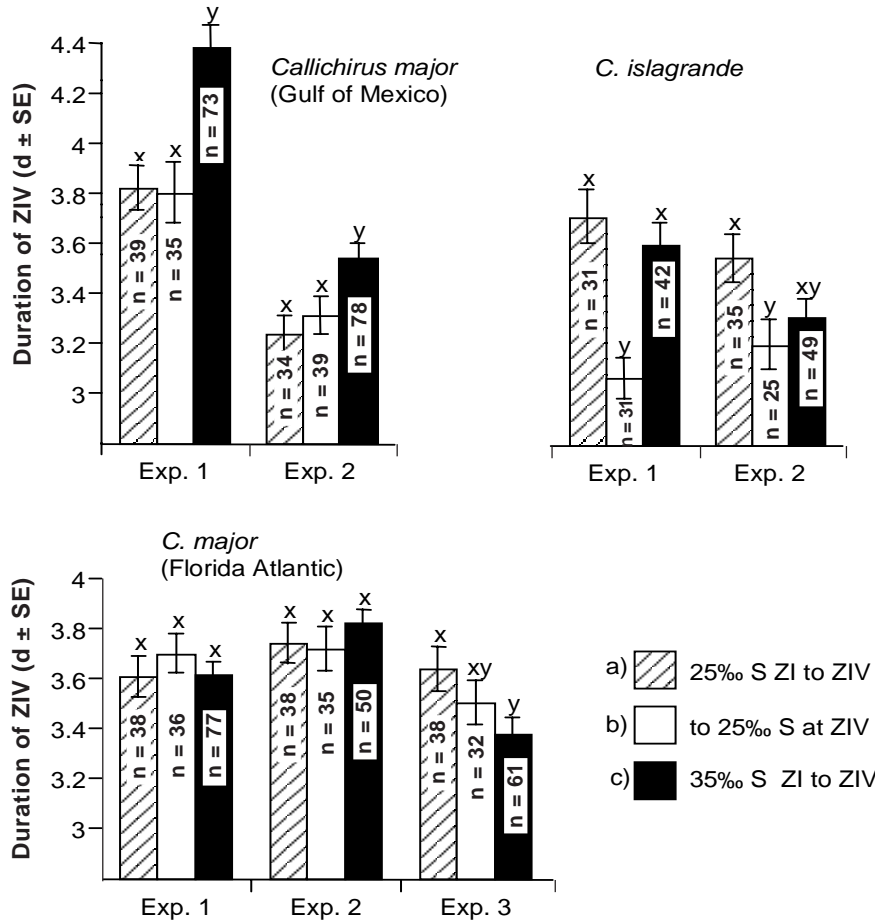 Duration of ZIV (d ± SE)
4.4
4.2
4
3.8
3.6
3.4
3.2
3
Callichirus major
(Gulf of Mexico)
x
x
y
n = 39
n = 35
n = 73
x
x
y
n = 34
n = 39
n = 78
Exp. 1
Exp. 2
C. islagrande
x
y
x
n = 31
n = 31
n = 42
x
y
xy
n = 35
n = 25
n = 49
Exp. 1
Exp. 2
C. major
(Florida Atlantic)
Duration of ZIV (d ± SE)
4
3.8
3.6
3.4
3.2
3
x
x
x
n = 38
n = 36
n = 77
x
x
x
n = 38
n = 35
n = 50
x
xy
y
n = 38
n = 32
n = 61
Exp. 1
Exp. 2
Exp. 3
a) 25‰ S ZI to ZIV
b) to 25‰ S at ZIV
c) 35‰ S ZI to ZIV